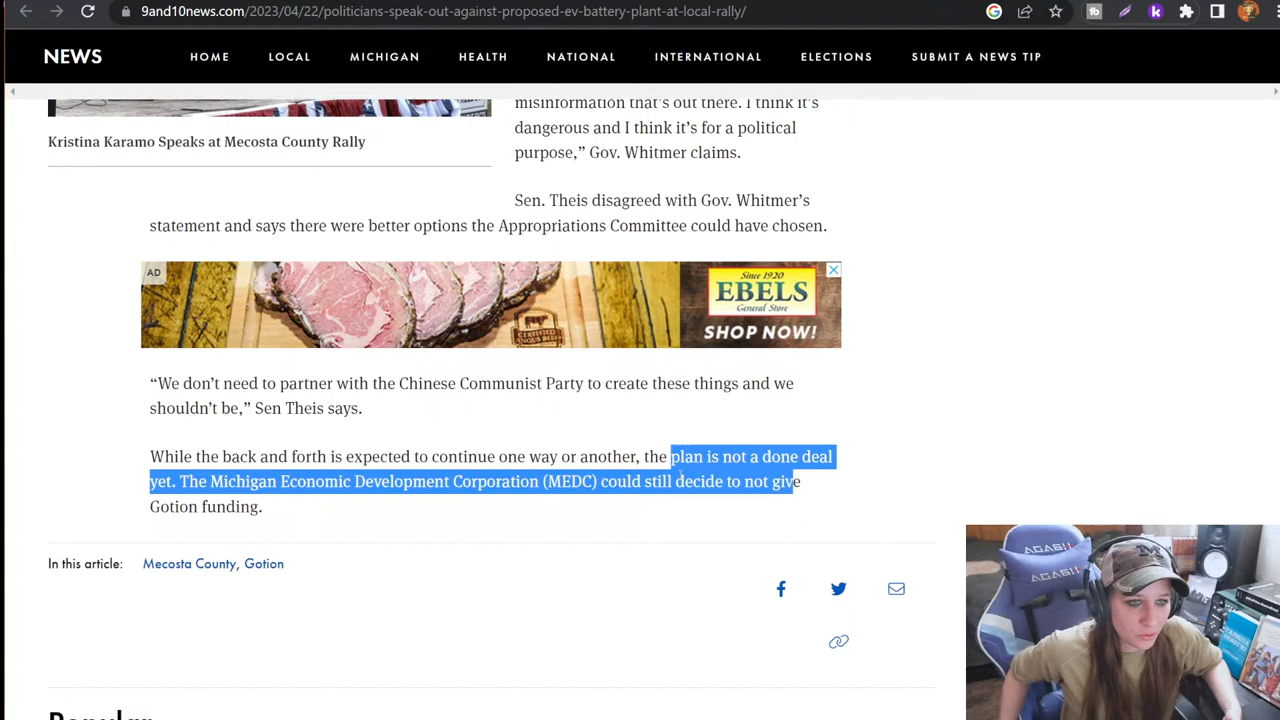 9and10news.com/2023/04/22/politicians-speak-out-against-proposed-ev-battery-plant-at-local-rally/
NEWS
HOME LOCAL MICHIGAN HEALTH NATIONAL INTERNATIONAL ELECTIONS SUBMIT A NEWS TIP
misinformation that's out there. I think it's
dangerous and I think it's for a political
purpose,” Gov. Whitmer claims.
Kristina Karamo Speaks at Mecosta County Rally
Sen. Theis disagreed with Gov. Whitmer's
statement and says there were better options the Appropriations Committee could have chosen.
AD
Since 1920
EBELS
General Store
SHOP NOW!
CERTIFIED
ANGUS BEEF
“We don't need to partner with the Chinese Communist Party to create these things and we
shouldn't be,” Sen Theis says.
While the back and forth is expected to continue one way or another, the plan is not a done deal
yet. The Michigan Economic Development Corporation (MEDC) could still decide to not give
Gotion funding.
In this article: Mecosta County, Gotion
AGASII
AGASII
M
Popular